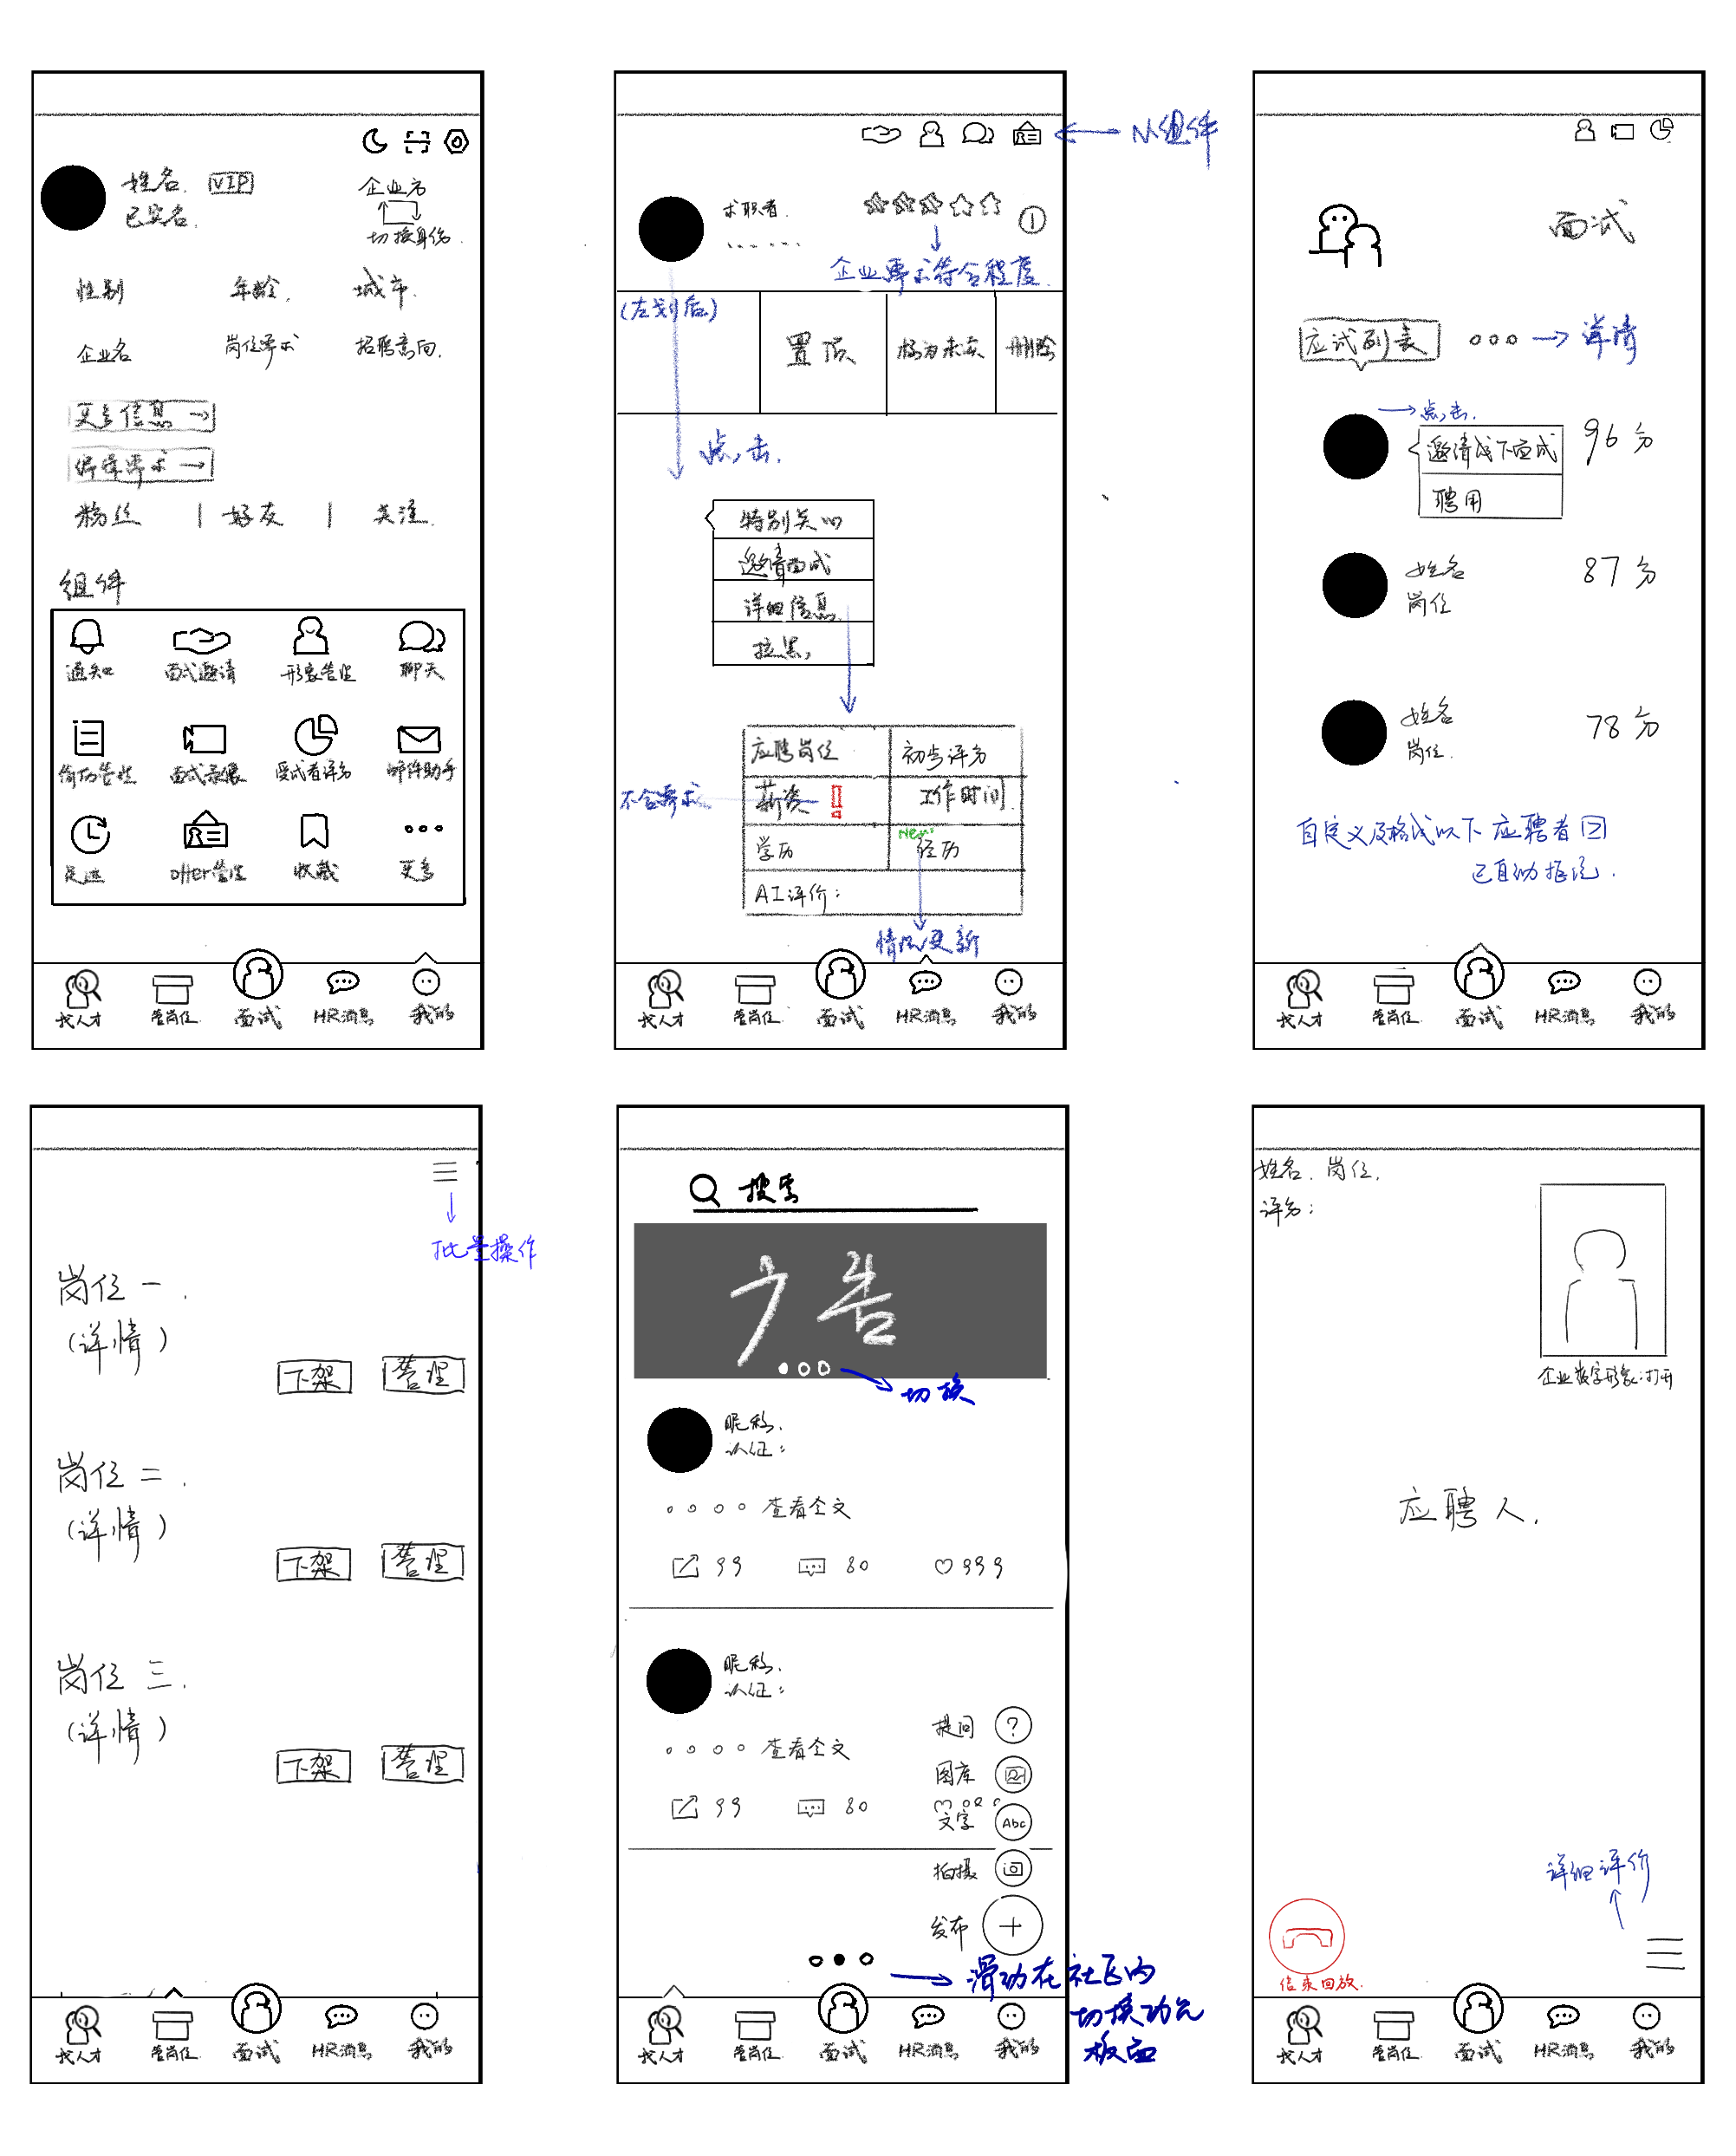 姓名. VIP
已实名.
企业方
切换身份.
性别 年龄. 城市.
企业名 岗位要求 招聘意向.
更多信息 →
编辑要求 →
粉丝 | 好友 | 关注.
组件
通知 面试邀请 形象管理 聊天
简历管理 面试录像 受试者评分 邮件助手
足迹 offer管理 收藏 更多
找人才 管岗位 面试 HR消息 我的
小组件
求职者.
企业要求符合程度.
(左划后)
置顶 标为未读 删除
点击.
特别关心
邀请面试
详细信息
拉黑,
应聘岗位 初步评分
不合要求 薪资 ! 工作时间
学历 New! 经历
AI评价:
情况更新
找人才 管岗位 面试 HR消息 我的
面试
应试列表 → 详情
→ 点击.
邀请线下面试 96分
聘用
姓名 87分
岗位
姓名 78分
岗位.
自定义及格线以下应聘者
已自动拒绝.
找人才 管岗位 面试 HR消息 我的
批量操作
岗位 一.
(详情)
下架 管理
岗位 二.
(详情)
下架 管理
岗位 三.
(详情)
下架 管理
找人才 管岗位 面试 HR消息 我的
搜索
广告
切换
昵称.
认证:
查看全文
99 80 999
昵称.
认证:
查看全文
99 80
提问 ?
图库
文字 Abc
拍摄
发布 +
滑动在社区内
切换功能
板面
找人才 管岗位 面试 HR消息 我的
姓名. 岗位.
评分:
企业数字形象:打开
应聘人.
详细评价
结束回放.
找人才 管岗位 面试 HR消息 我的